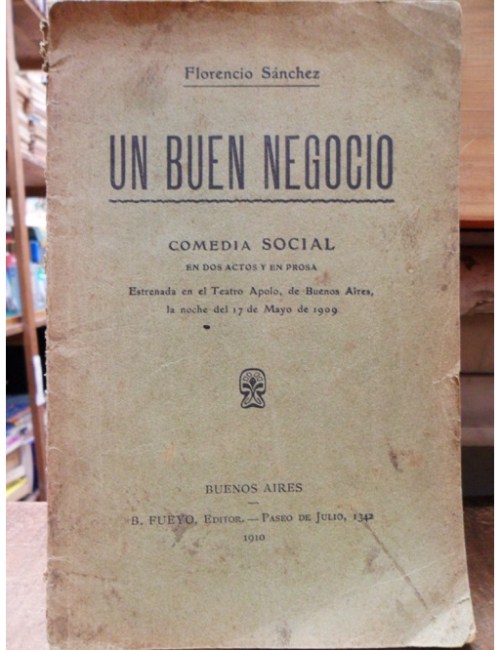 Florencio Sánchez
UN BUEN NEGOCIO
COMEDIA SOCIAL
EN DOS ACTOS Y EN PROSA
Estrenada en el Teatro Apolo, de Buenos Aires,
la noche del 17 de Mayo de 1909
BUENOS AIRES
B. FUEYO, EDITOR. — PASEO DE JULIO, 1342
1910